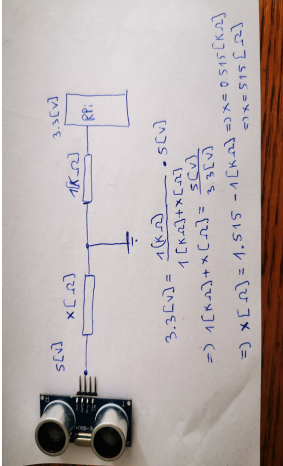 5[V]
x[Ω]
1[KΩ]
3.3[V]
RPi
3.3[V] = 1[KΩ] / 1[KΩ]+x[Ω] · 5[V]
=) 1[KΩ]+x[Ω] = 5[V] / 3.3[V]
=) x[Ω] = 1.515 - 1[KΩ] =) x = 0.515[KΩ]
=) x = 515[Ω]